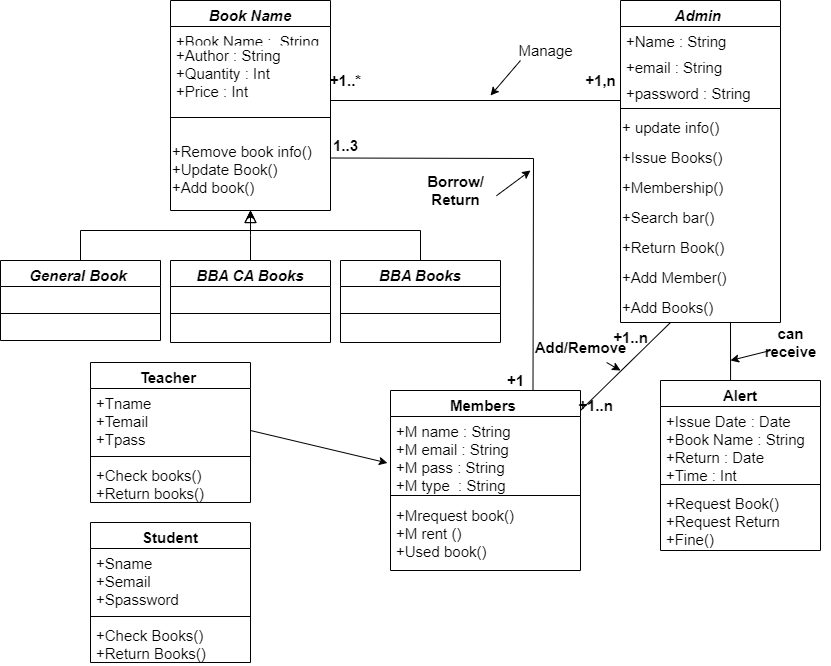 Book Name
+Book Name : String
+Author : String
+Quantity : Int
+Price : Int
+Remove book info()
+Update Book()
+Add book()
Manage
+1..*
+1,n
Admin
+Name : String
+email : String
+password : String
+ update info()
+Issue Books()
+Membership()
+Search bar()
+Return Book()
+Add Member()
+Add Books()
1..3
Borrow/
Return
+1
General Book
BBA CA Books
BBA Books
+1..n
Add/Remove
+1..n
can
receive
Teacher
+Tname
+Temail
+Tpass
+Check books()
+Return books()
Members
+M name : String
+M email : String
+M pass : String
+M type  : String
+Mrequest book()
+M rent ()
+Used book()
Alert
+Issue Date : Date
+Book Name : String
+Return : Date
+Time : Int
+Request Book()
+Request Return
+Fine()
Student
+Sname
+Semail
+Spassword
+Check Books()
+Return Books()